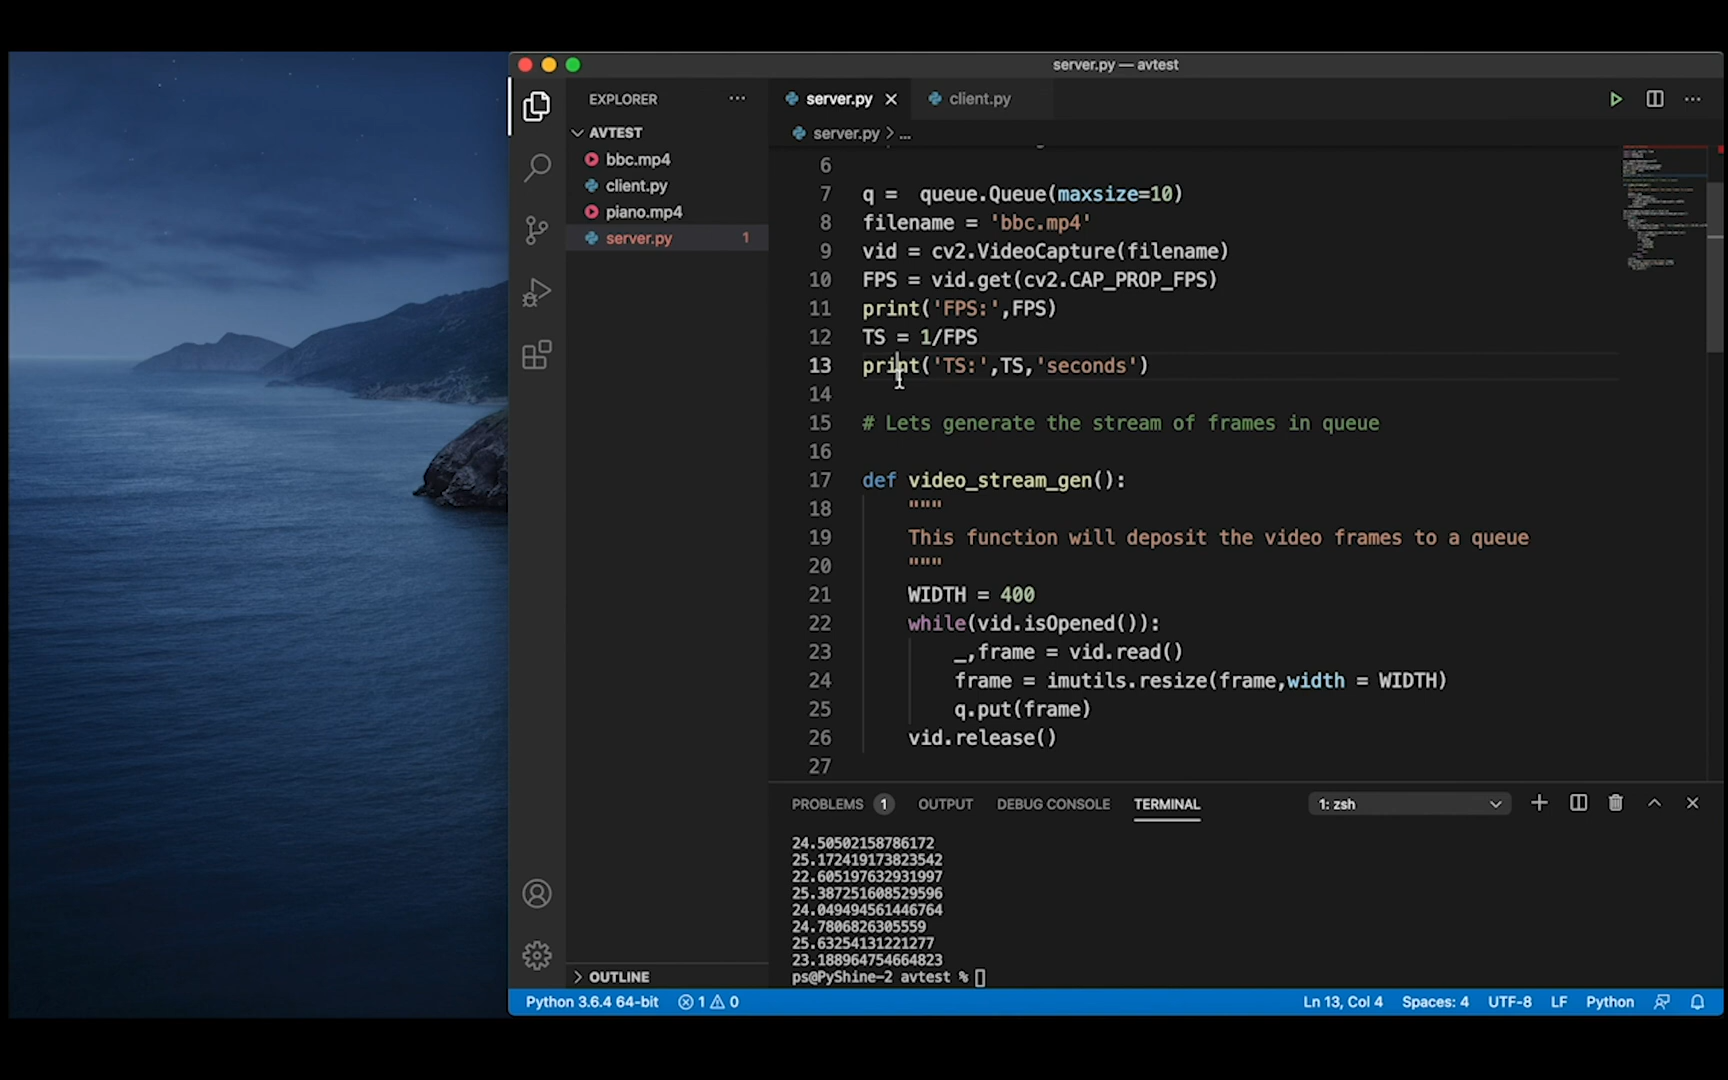 server.py — avtest
EXPLORER
server.py
client.py
AVTEST
server.py > ...
bbc.mp4
client.py
piano.mp4
server.py 1
6
7 q =  queue.Queue(maxsize=10)
8 filename = 'bbc.mp4'
9 vid = cv2.VideoCapture(filename)
10 FPS = vid.get(cv2.CAP_PROP_FPS)
11 print('FPS:',FPS)
12 TS = 1/FPS
13 print('TS:',TS,'seconds')
14
15 # Lets generate the stream of frames in queue
16
17 def video_stream_gen():
18     """
19     This function will deposit the video frames to a queue
20     """
21     WIDTH = 400
22     while(vid.isOpened()):
23         _,frame = vid.read()
24         frame = imutils.resize(frame,width = WIDTH)
25         q.put(frame)
26     vid.release()
27
PROBLEMS 1 OUTPUT DEBUG CONSOLE TERMINAL 1: zsh
24.50502158786172
25.172419173823542
22.605197632931997
25.387251608529596
24.049494561446764
24.7806826305559
25.63254131221277
23.188964754664823
ps@PyShine-2 avtest %
OUTLINE
Python 3.6.4 64-bit 1 0 Ln 13, Col 4 Spaces: 4 UTF-8 LF Python